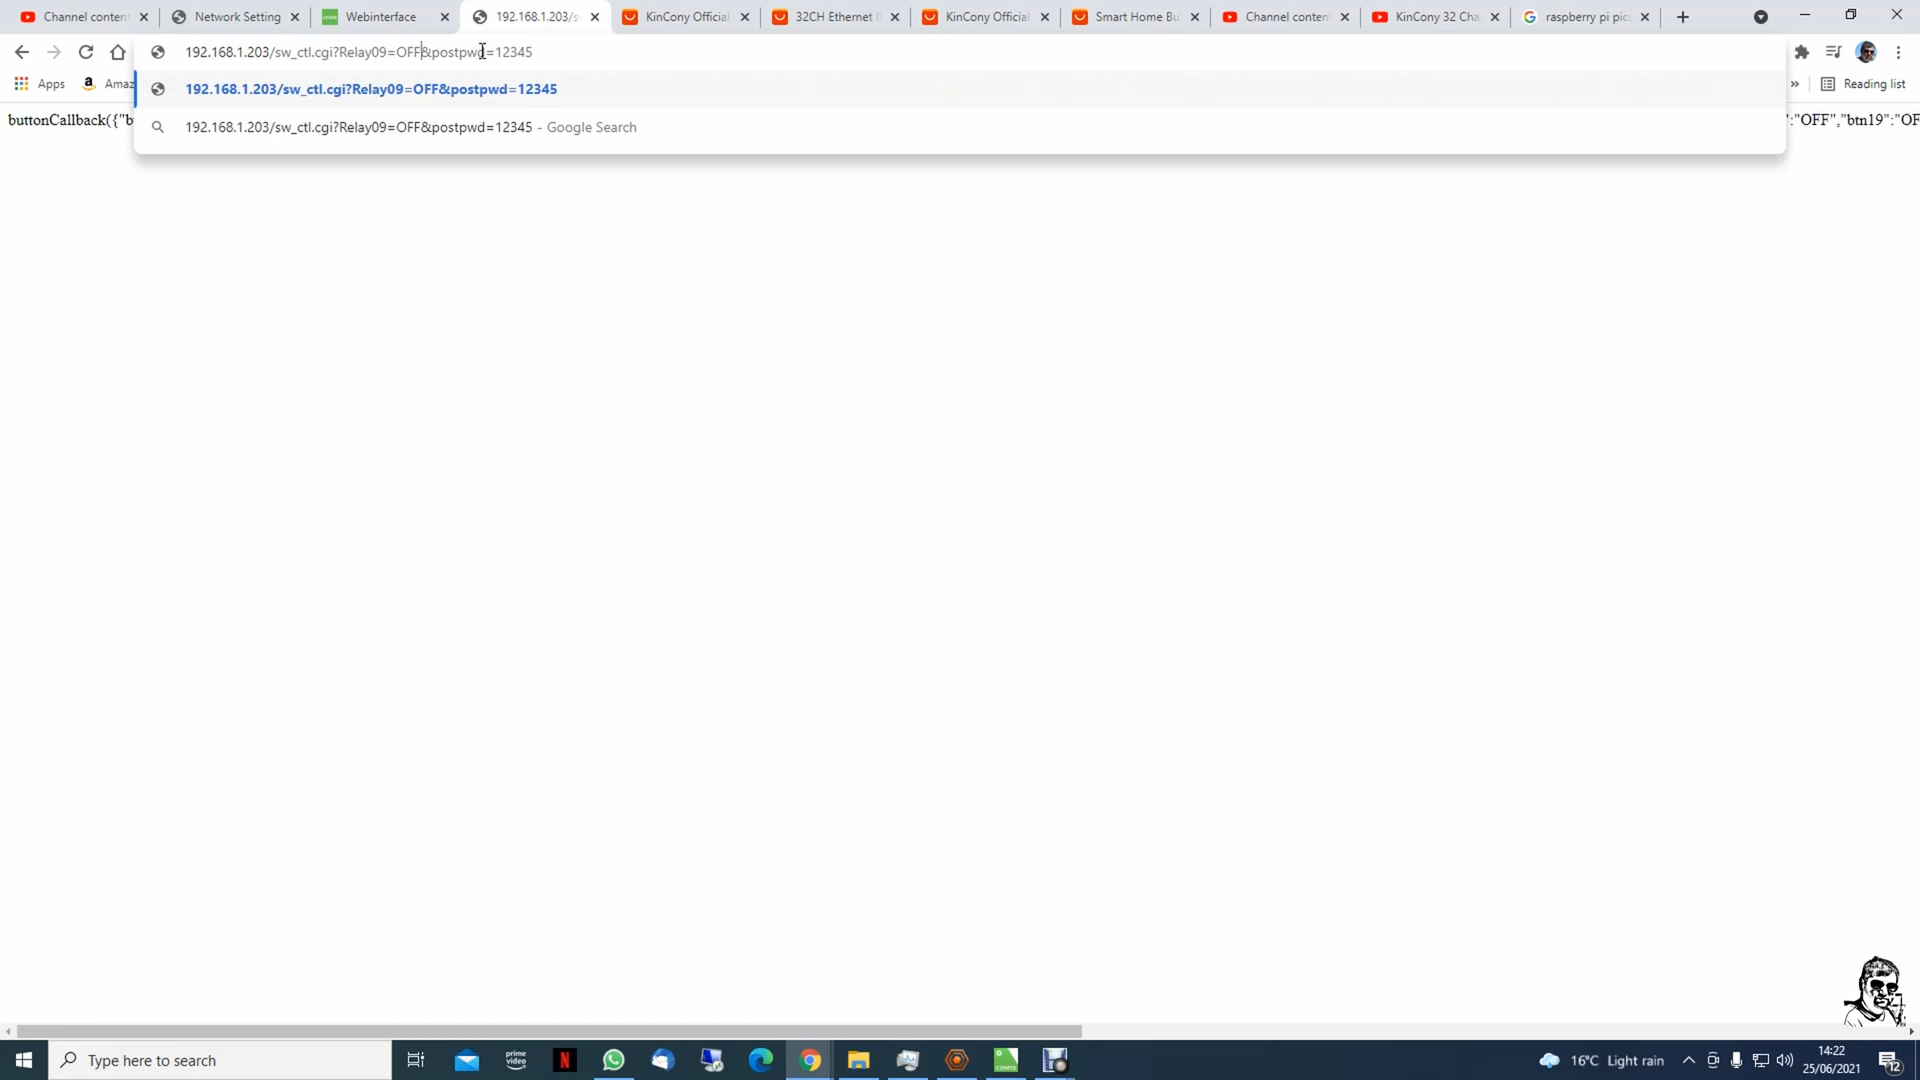 Channel conten
Network Setting
Webinterface
192.168.1.203/s
KinCony Official
32CH Ethernet I
KinCony Official
Smart Home Bu
Channel conten
KinCony 32 Cha
raspberry pi pic
192.168.1.203/sw_ctl.cgi?Relay09=OFF&postpwd=12345
192.168.1.203/sw_ctl.cgi?Relay09=OFF&postpwd=12345
Apps
Amaz
» Reading list
192.168.1.203/sw_ctl.cgi?Relay09=OFF&postpwd=12345 - Google Search
buttonCallback({"b
:"OFF","btn19":"OF
Type here to search
prime video
N
CONFIG
16°C Light rain
14:22
25/06/2021
12